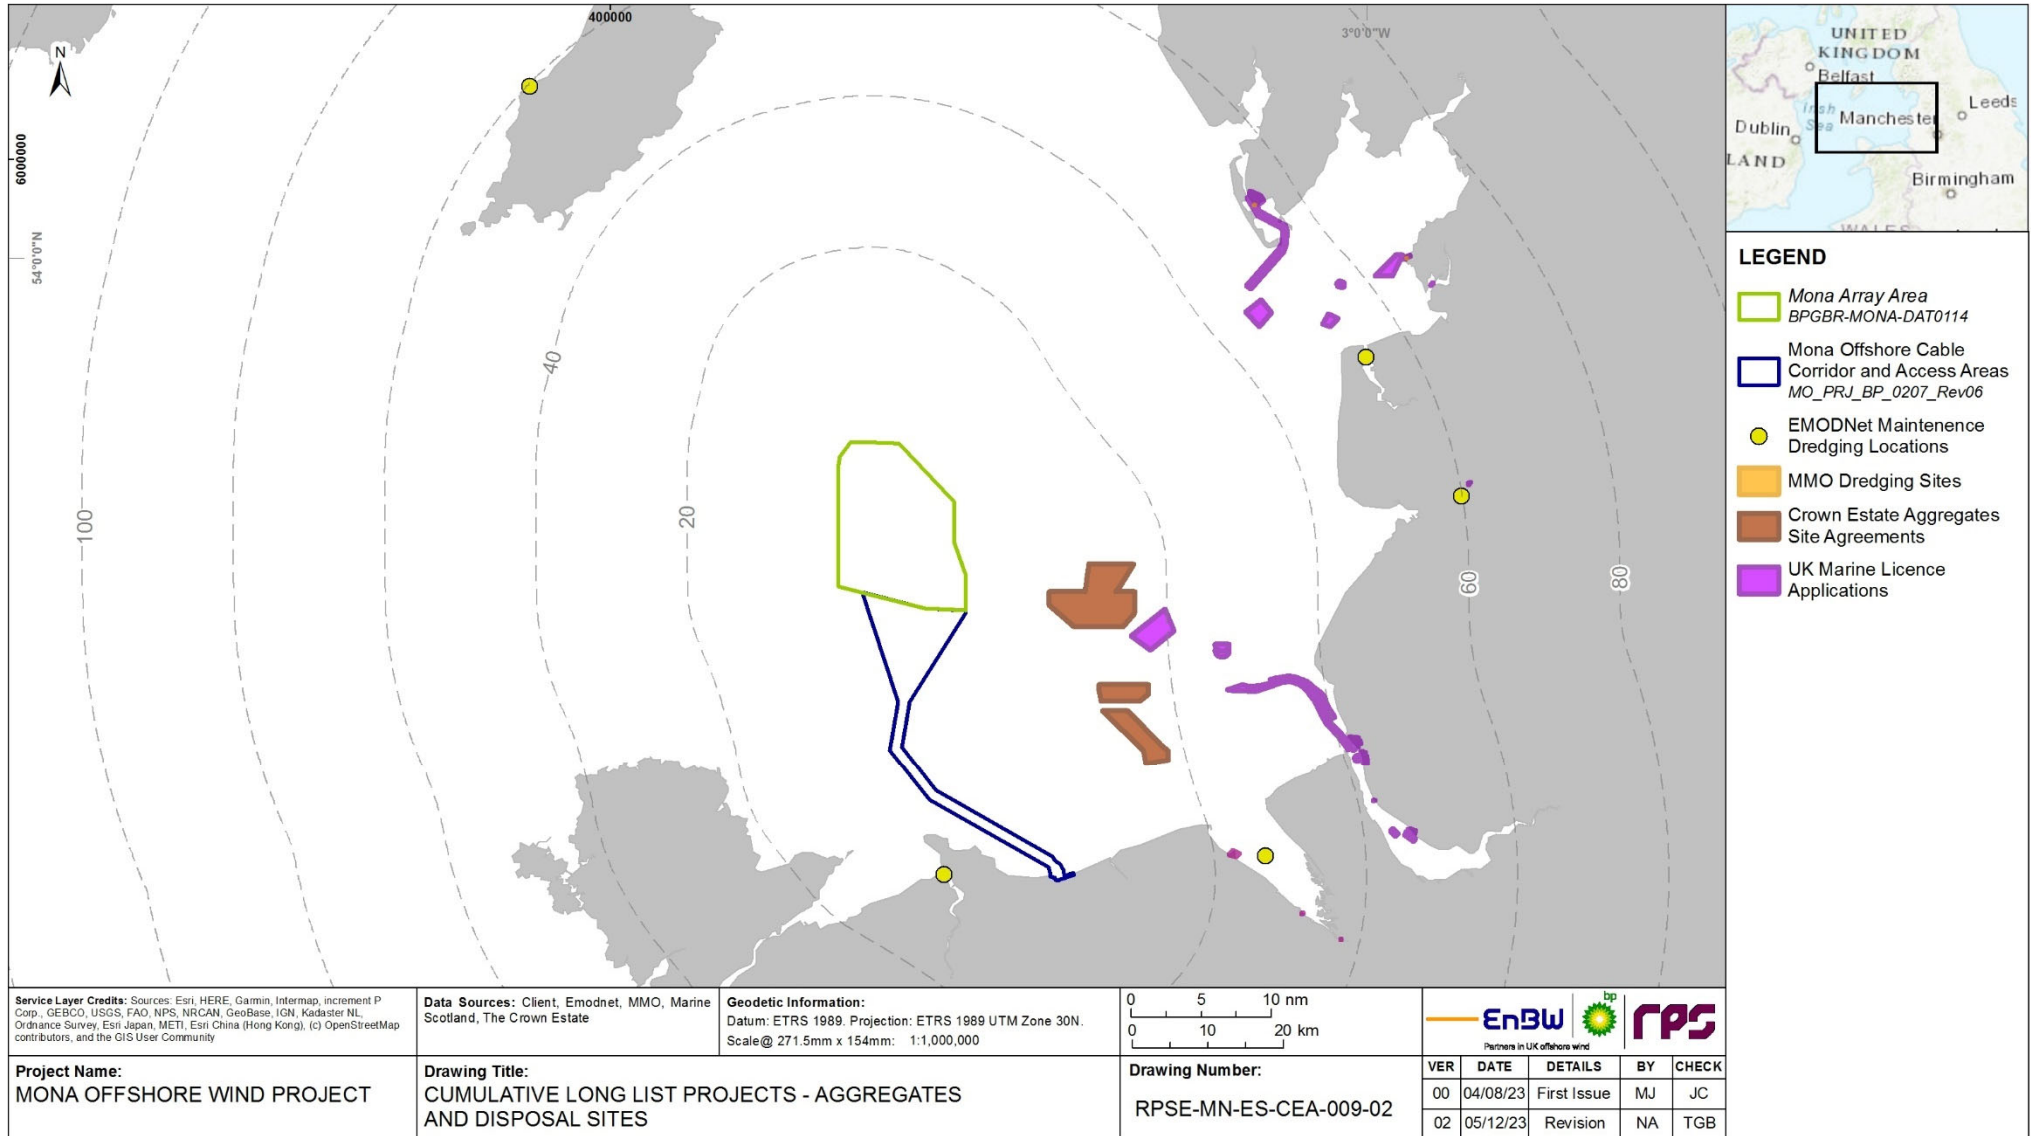 400000
3°0'0"W
N
6000000
54°0'0"N
40
20
100
60
80
UNITED
KINGDOM
Belfast
Leeds
Irish
Sea
Manchester
Dublin
LAND
Birmingham
WALES
LEGEND
Mona Array Area
BPGBR-MONA-DAT0114
Mona Offshore Cable
Corridor and Access Areas
MO_PRJ_BP_0207_Rev06
EMODNet Maintenence
Dredging Locations
MMO Dredging Sites
Crown Estate Aggregates
Site Agreements
UK Marine Licence
Applications
Service Layer Credits: Sources: Esri, HERE, Garmin, Intermap, increment P
Corp., GEBCO, USGS, FAO, NPS, NRCAN, GeoBase, IGN, Kadaster NL,
Ordnance Survey, Esri Japan, METI, Esri China (Hong Kong), (c) OpenStreetMap
contributors, and the GIS User Community
Data Sources: Client, Emodnet, MMO, Marine
Scotland, The Crown Estate
Geodetic Information:
Datum: ETRS 1989. Projection: ETRS 1989 UTM Zone 30N.
Scale@ 271.5mm x 154mm: 1:1,000,000
0 5 10 nm
0 10 20 km
EnBW bp rps
Partners in UK offshore wind
Project Name:
MONA OFFSHORE WIND PROJECT
Drawing Title:
CUMULATIVE LONG LIST PROJECTS - AGGREGATES
AND DISPOSAL SITES
Drawing Number:
RPSE-MN-ES-CEA-009-02
VER DATE DETAILS BY CHECK
00 04/08/23 First Issue MJ JC
02 05/12/23 Revision NA TGB